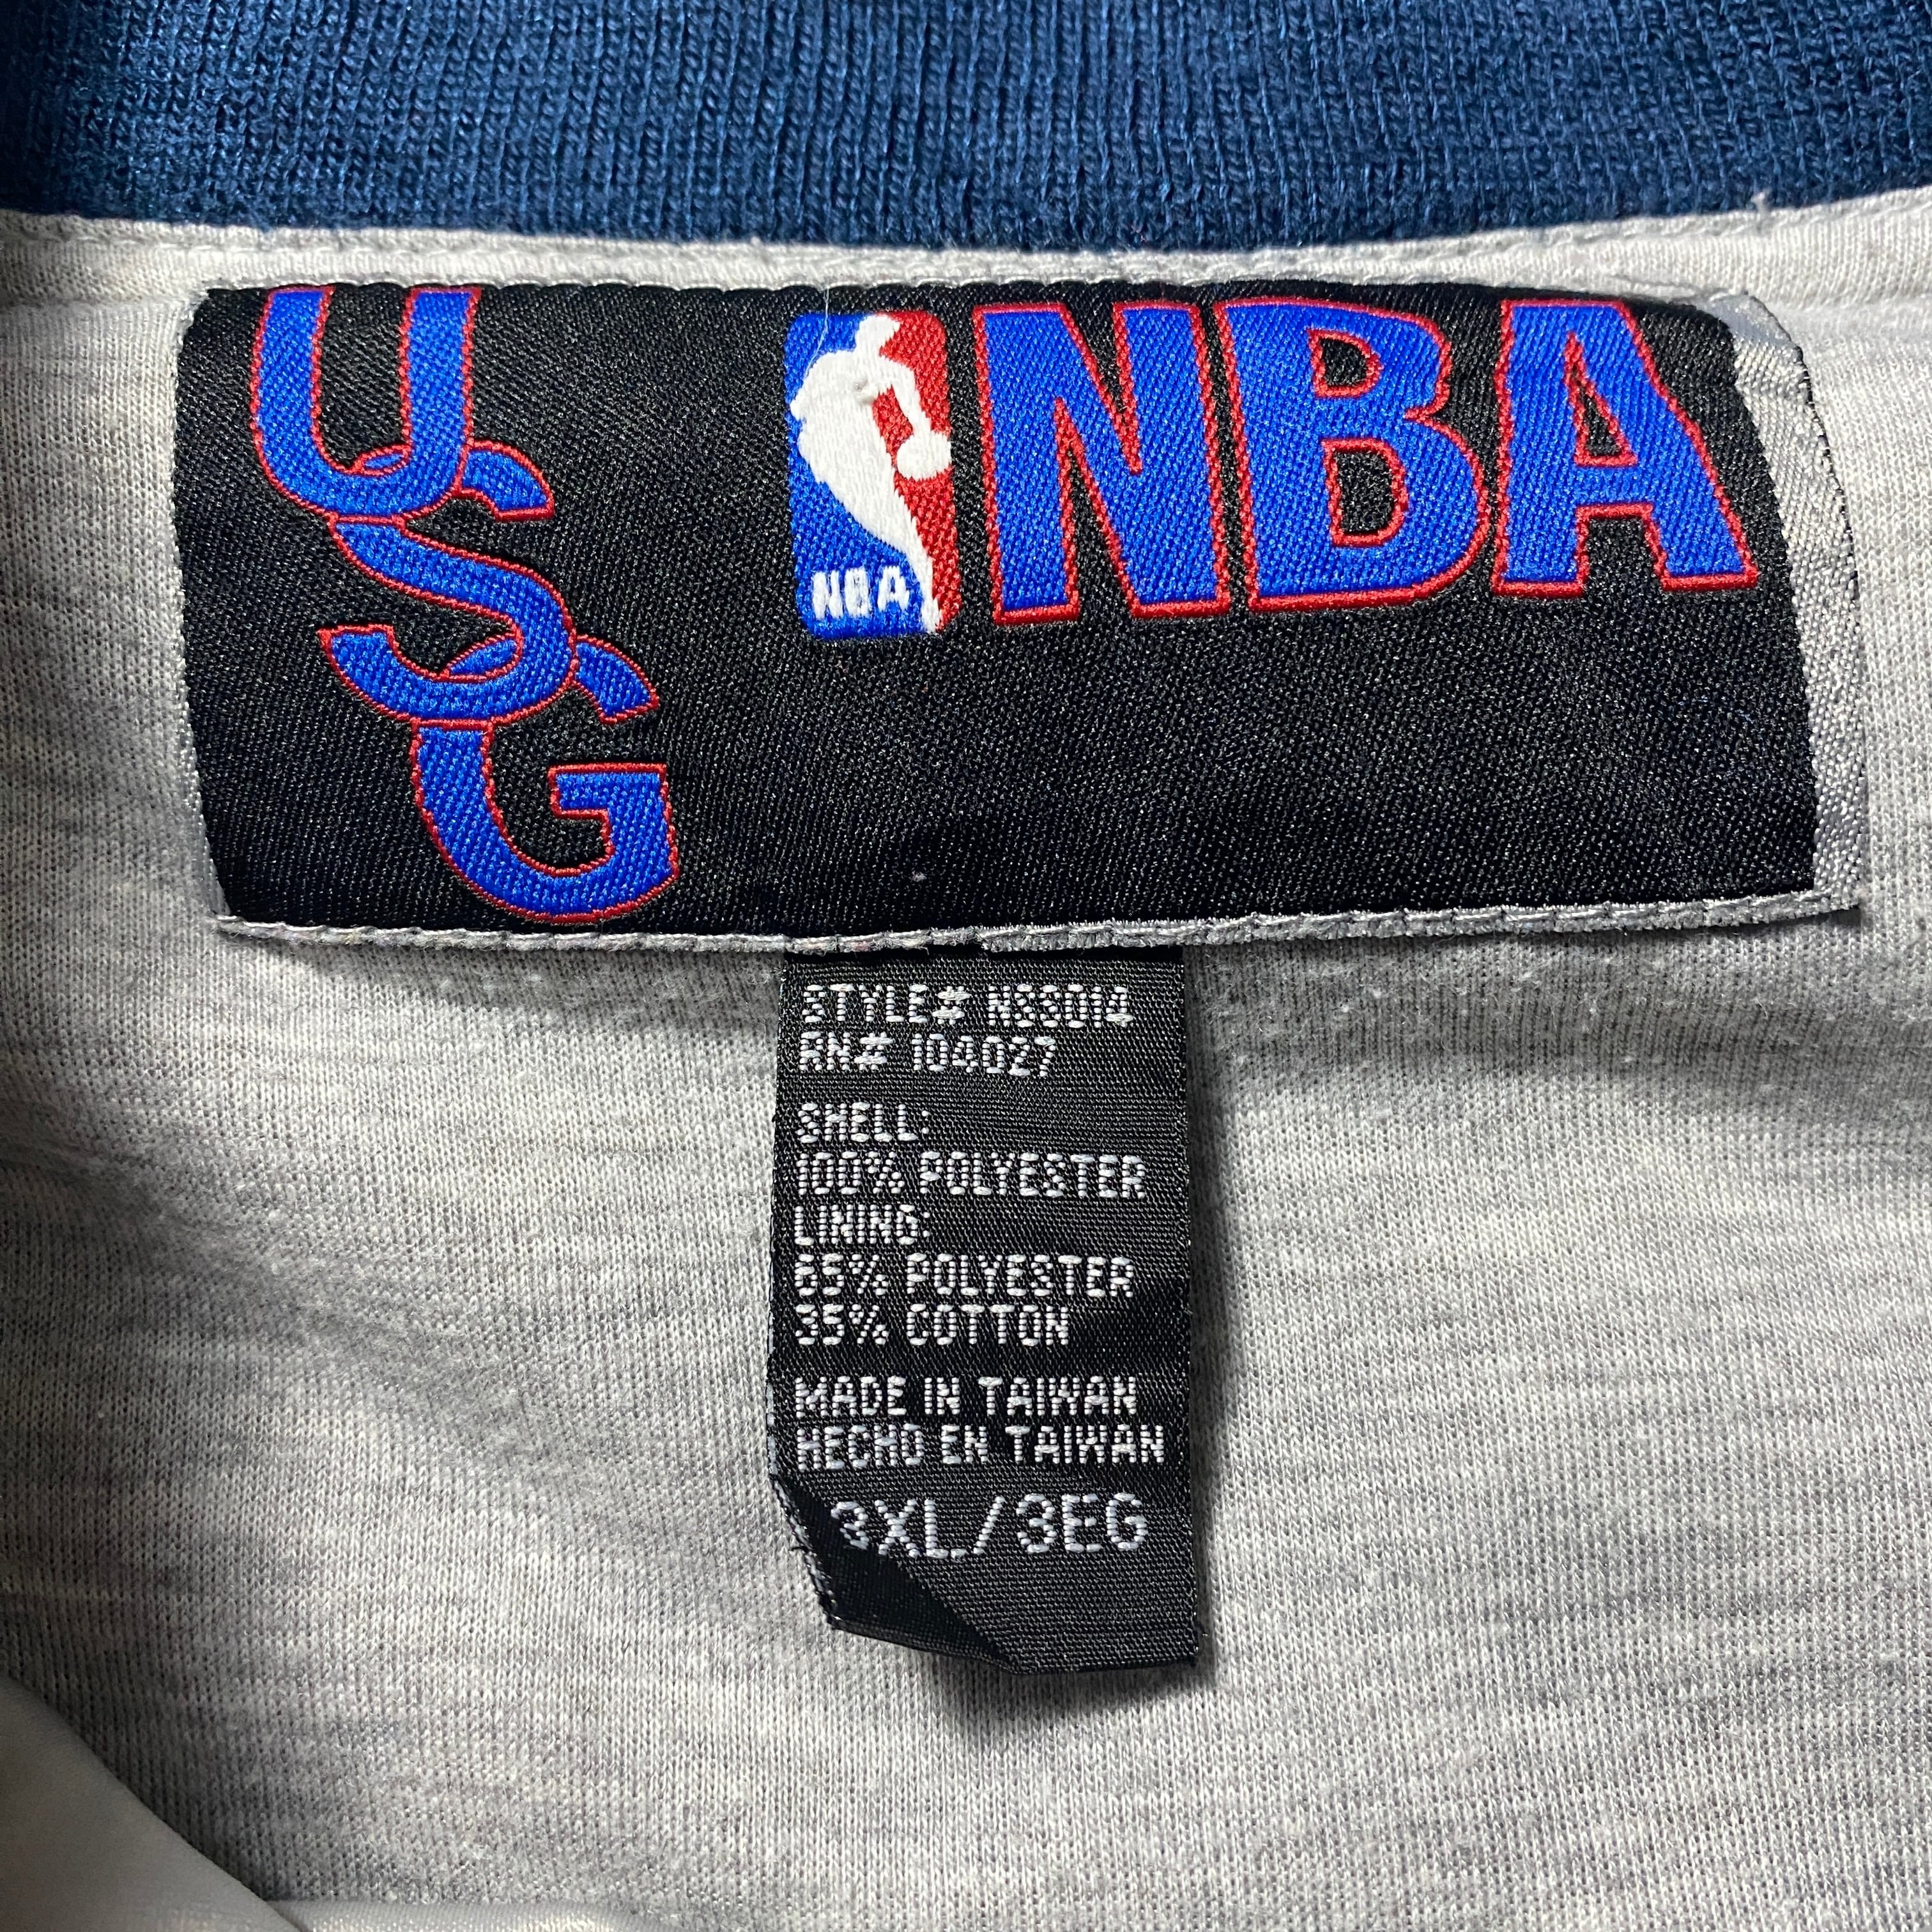 USG
NBA
NBA
STYLE# NSS014
RN# 104027
SHELL:
100% POLYESTER
LINING:
65% POLYESTER
35% COTTON
MADE IN TAIWAN
HECHO EN TAIWAN
3XL/3EG